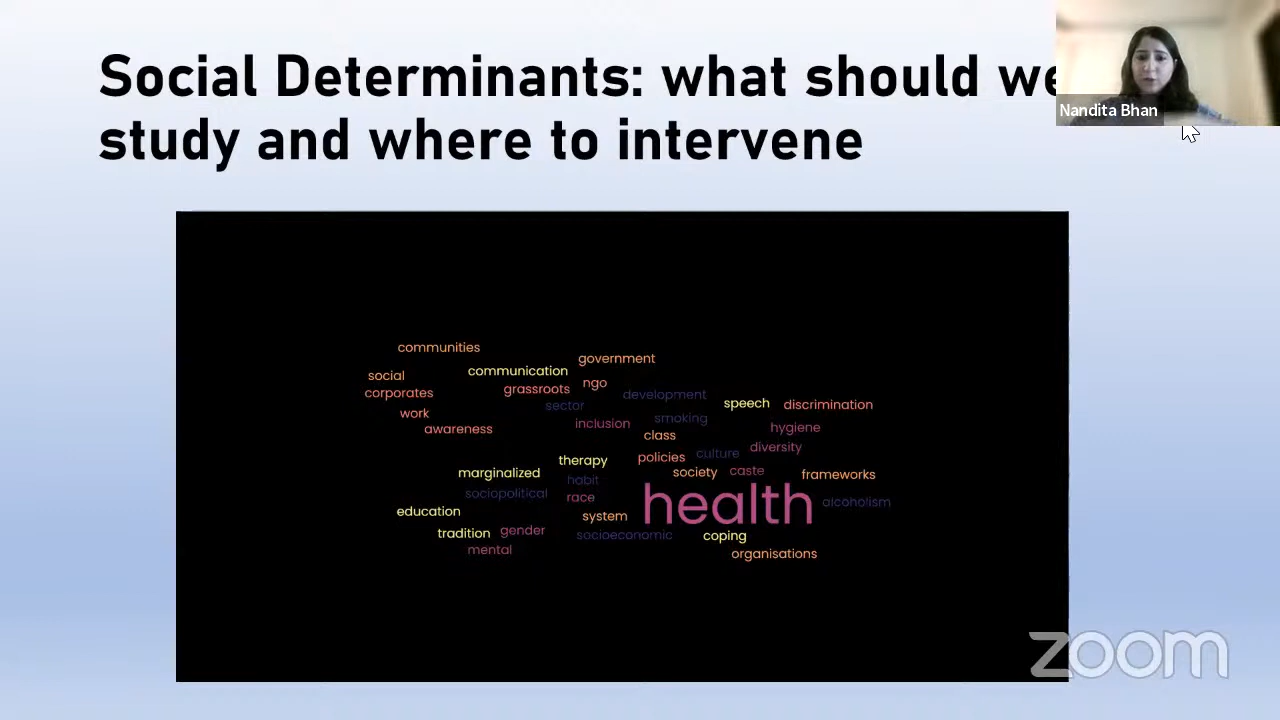 Social Determinants: what should we
study and where to intervene
Nandita Bhan
communities
government
social
communication
corporates
grassroots
ngo
development
sector
speech
discrimination
work
smoking
awareness
inclusion
hygiene
class
diversity
therapy
policies
culture
marginalized
society
caste
frameworks
habit
sociopolitical
race
health
alcoholism
education
system
tradition
gender
socioeconomic
coping
mental
organisations
zoom